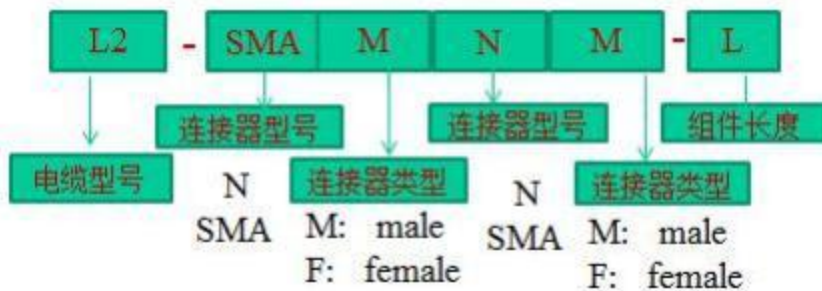 L2 - SMA M N M - L
连接器型号 连接器型号 组件长度
电缆型号 连接器类型 连接器类型
N N
SMA SMA
M: male M: male
F: female F: female